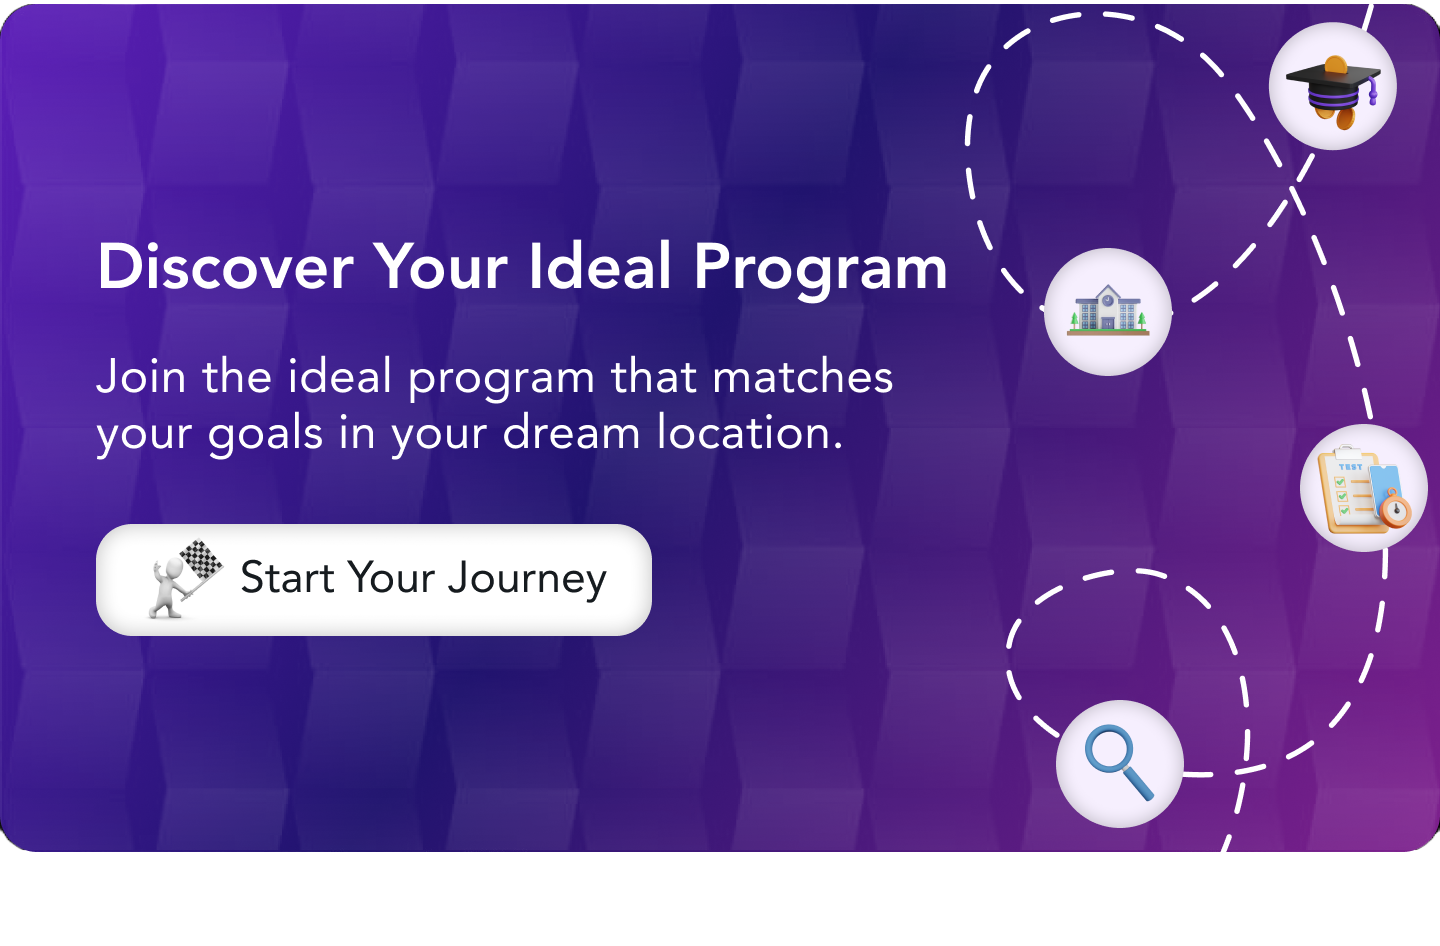 Discover Your Ideal Program
Join the ideal program that matches
your goals in your dream location.
Start Your Journey
TEST